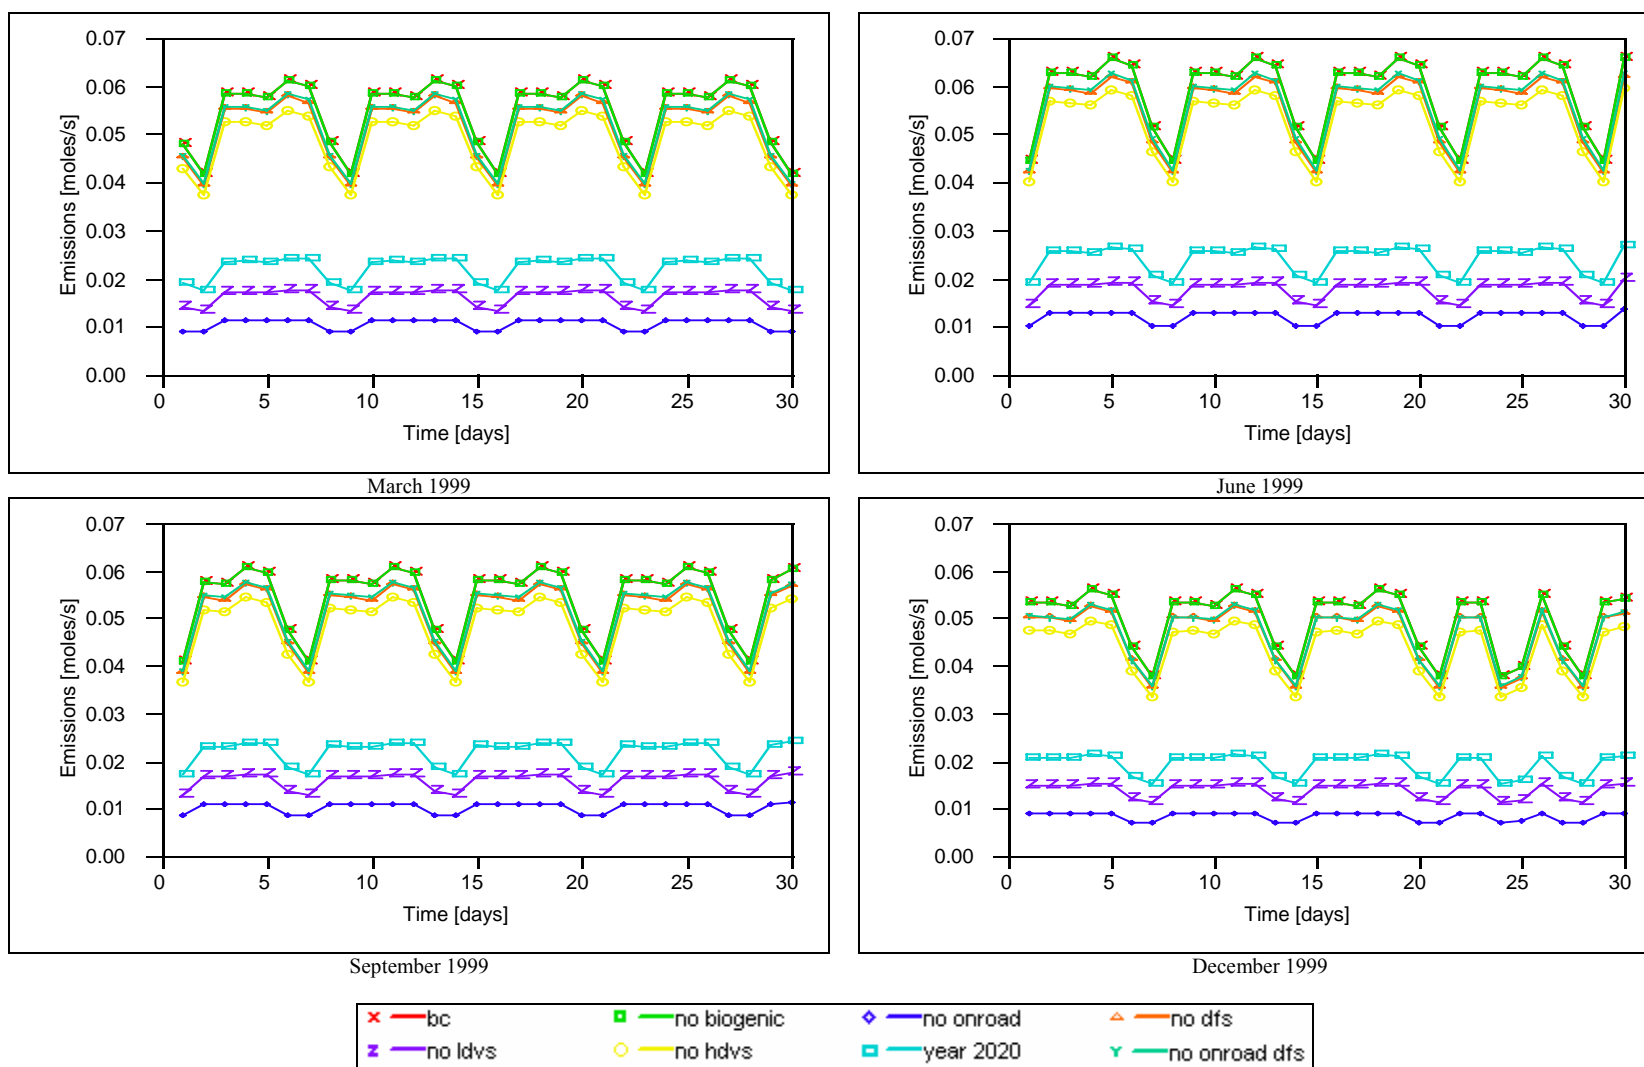 0.07
0.06
0.05
0.04
0.03
0.02
0.01
0.00
Emissions [moles/s]
0 5 10 15 20 25 30
Time [days]
March 1999
0.07
0.06
0.05
0.04
0.03
0.02
0.01
0.00
Emissions [moles/s]
0 5 10 15 20 25 30
Time [days]
June 1999
0.07
0.06
0.05
0.04
0.03
0.02
0.01
0.00
Emissions [moles/s]
0 5 10 15 20 25 30
Time [days]
September 1999
0.07
0.06
0.05
0.04
0.03
0.02
0.01
0.00
Emissions [moles/s]
0 5 10 15 20 25 30
Time [days]
December 1999
bc no biogenic no onroad no dfs
no ldvs no hdvs year 2020 no onroad dfs